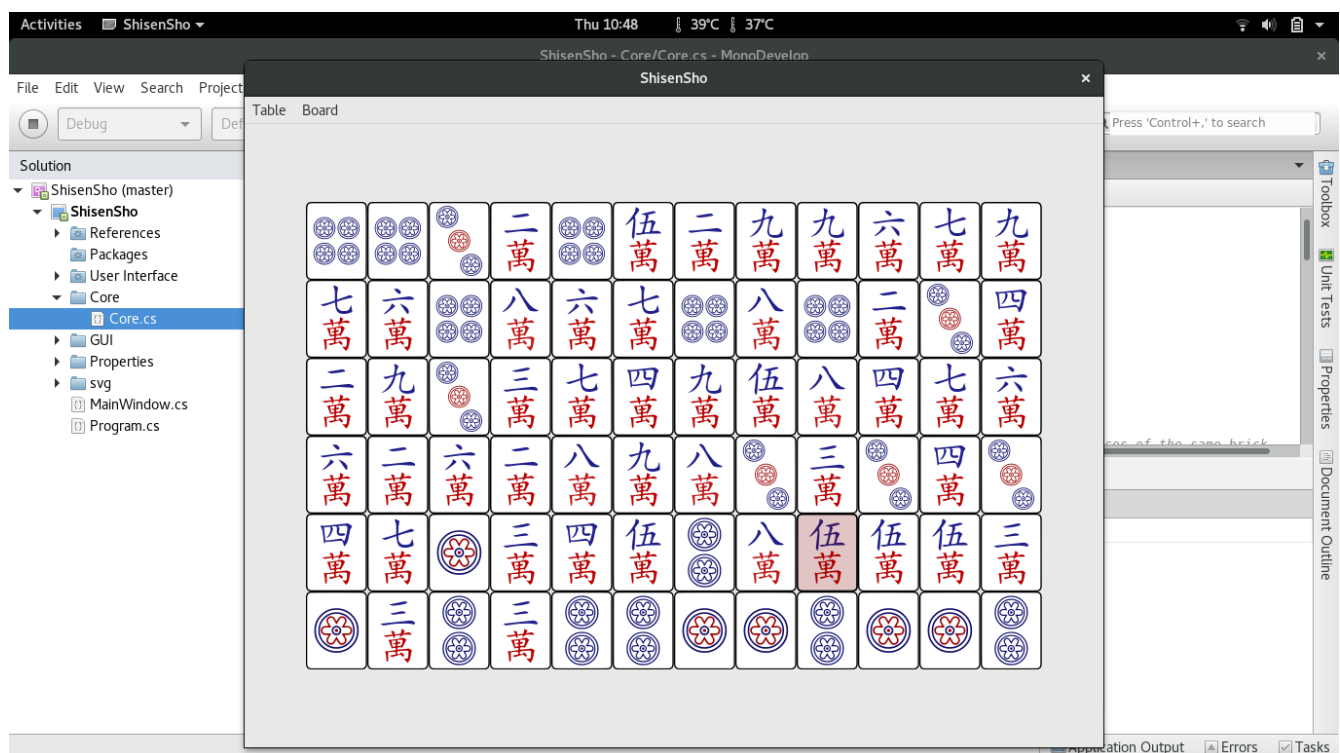 Activities ShisenSho Thu 10:48 39°C 37°C
ShisenSho - Core/Core.cs - MonoDevelop
ShisenSho
File Edit View Search Project
Table Board
Debug Def
Press 'Control+,' to search
Solution
ShisenSho (master)
ShisenSho
References
Packages
User Interface
Core
Core.cs
GUI
Properties
svg
MainWindow.cs
Program.cs
二萬 伍萬 二萬 九萬 九萬 六萬 七萬 九萬
七萬 六萬 八萬 六萬 七萬 八萬 二萬 四萬
二萬 九萬 三萬 七萬 四萬 九萬 伍萬 八萬 四萬 七萬 六萬
六萬 二萬 六萬 二萬 八萬 九萬 八萬 三萬 四萬
四萬 七萬 三萬 四萬 伍萬 八萬 伍萬 伍萬 伍萬 三萬
三萬 三萬
of the same brick
Toolbox
Unit Tests
Properties
Document Outline
Application Output Errors Tasks